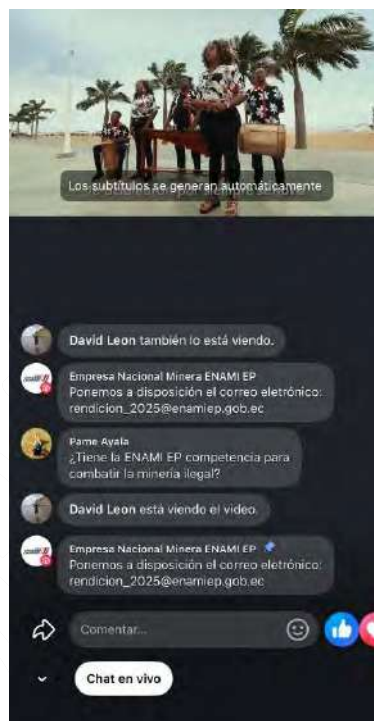 Los subtítulos se generan automáticamente
David Leon también lo está viendo.
Empresa Nacional Minera ENAMI EP
Ponemos a disposición el correo eletrónico:
rendicion_2025@enamiep.gob.ec
Pame Ayala
¿Tiene la ENAMI EP competencia para
combatir la minería ilegal?
David Leon está viendo el video.
Empresa Nacional Minera ENAMI EP
Ponemos a disposición el correo eletrónico:
rendicion_2025@enamiep.gob.ec
Comentar...
Chat en vivo